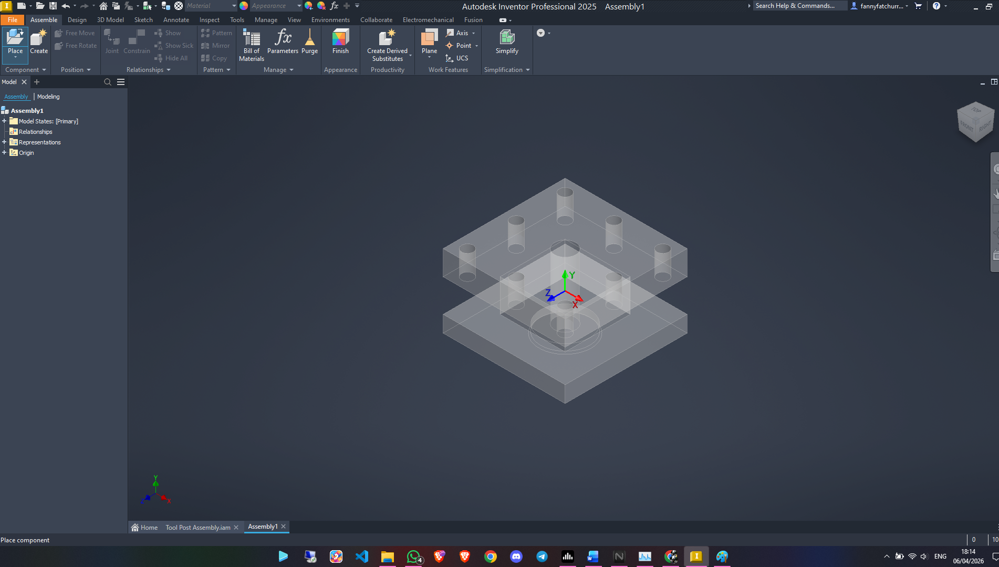 Material
Appearance
fx
Autodesk Inventor Professional 2025 Assembly1
Search Help & Commands...
fannyfatchurr...
File Assemble Design 3D Model Sketch Annotate Inspect Tools Manage View Environments Collaborate Electromechanical Fusion
Place
Create
Free Move
Free Rotate
Joint
Constrain
Show
Show Sick
Hide All
Pattern
Mirror
Copy
Bill of
Materials
fx
Parameters
Purge
Finish
Create Derived
Substitutes
Plane
Axis
Point
UCS
Simplify
Component Position Relationships Pattern Manage Appearance Productivity Work Features Simplification
Model
Assembly | Modeling
Assembly1
Model States: [Primary]
Relationships
Representations
Origin
TOP
FRONT
RIGHT
Y
Z
X
Y
Z
X
Home Tool Post Assembly.iam Assembly1
Place component
0
10
4
ENG
18:14
06/04/2026